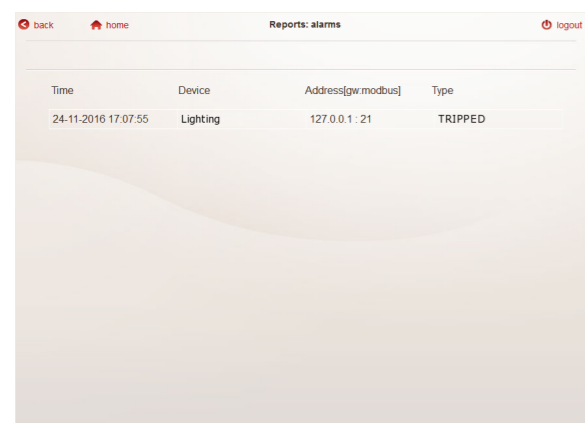 back home Reports: alarms logout
Time Device Address[gw:modbus] Type
24-11-2016 17:07:55 Lighting 127.0.0.1 : 21 TRIPPED